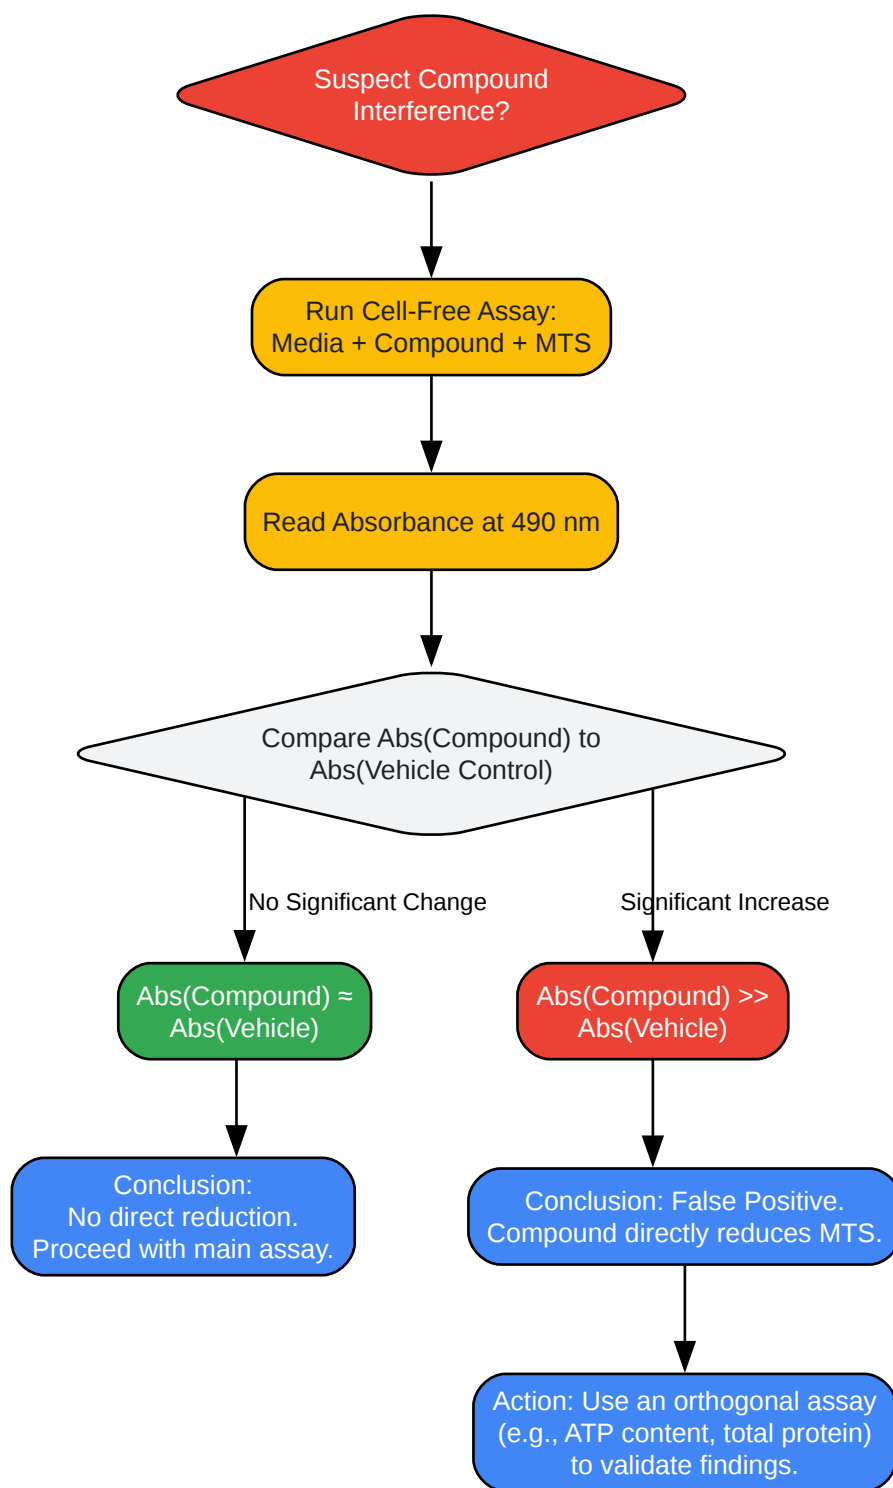 Suspect Compound
Interference?
Run Cell-Free Assay:
Media + Compound + MTS
Read Absorbance at 490 nm
Compare Abs(Compound) to
Abs(Vehicle Control)
No Significant Change
Significant Increase
Abs(Compound) ≈
Abs(Vehicle)
Abs(Compound) >>
Abs(Vehicle)
Conclusion:
No direct reduction.
Proceed with main assay.
Conclusion: False Positive.
Compound directly reduces MTS.
Action: Use an orthogonal assay
(e.g., ATP content, total protein)
to validate findings.